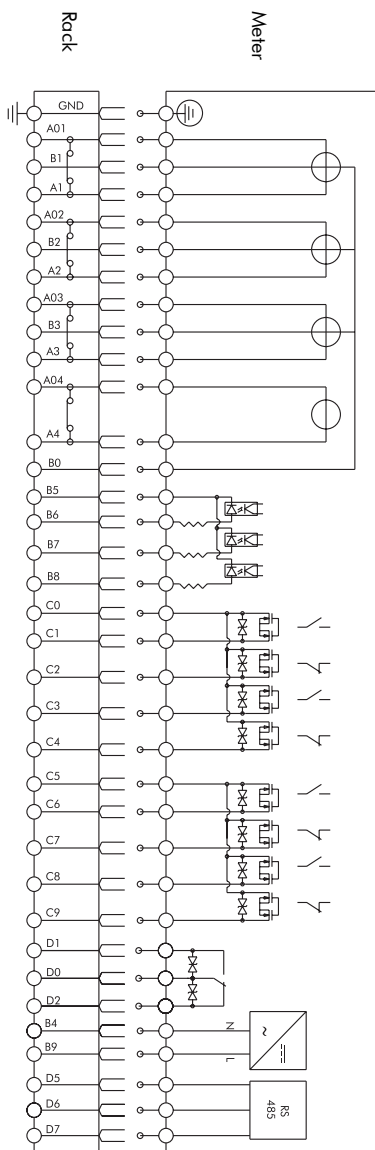 Rack
Meter
GND
A01
B1
A1
A02
B2
A2
A03
B3
A3
A04
A4
B0
B5
B6
B7
B8
C0
C1
C2
C3
C4
C5
C6
C7
C8
C9
D1
D0
D2
B4
N
B9
L
D5
D6
D7
RS
485